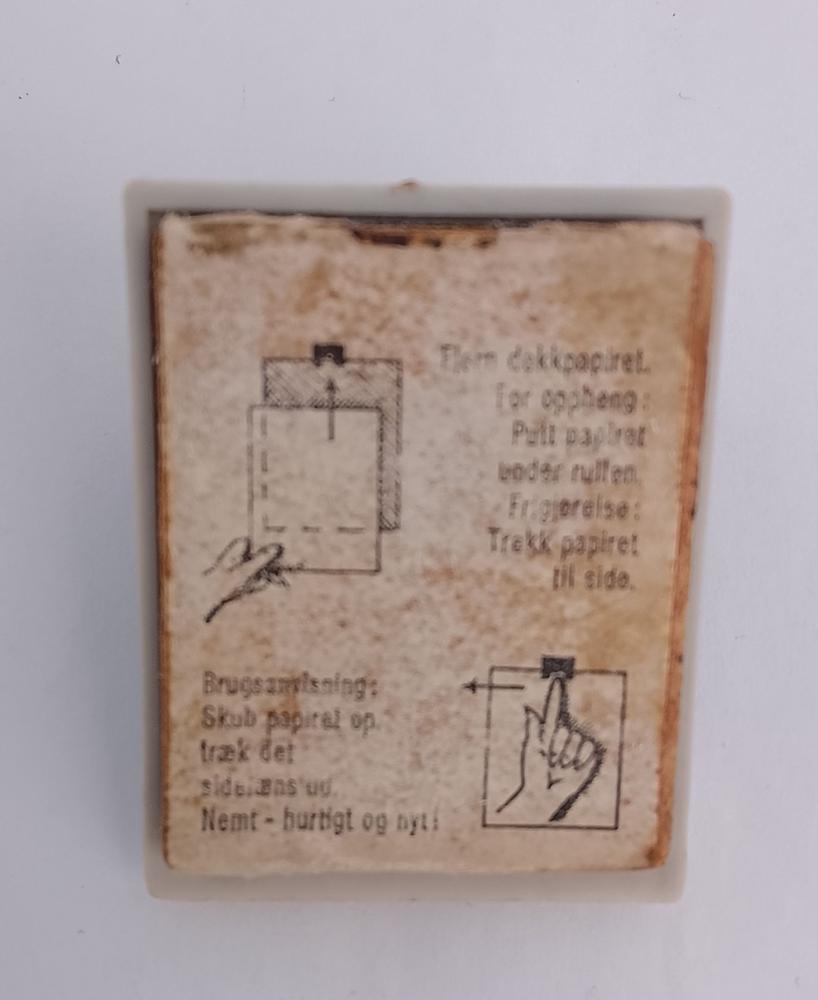 Fjern dekkpapiret.
For oppheng:
Putt papiret
under rullen.
Frigjørelse:
Trekk papiret
til side.
Brugsanvisning:
Skub papiret op.
træk det
sidelæns ud.
Nemt - hurtigt og nyt!